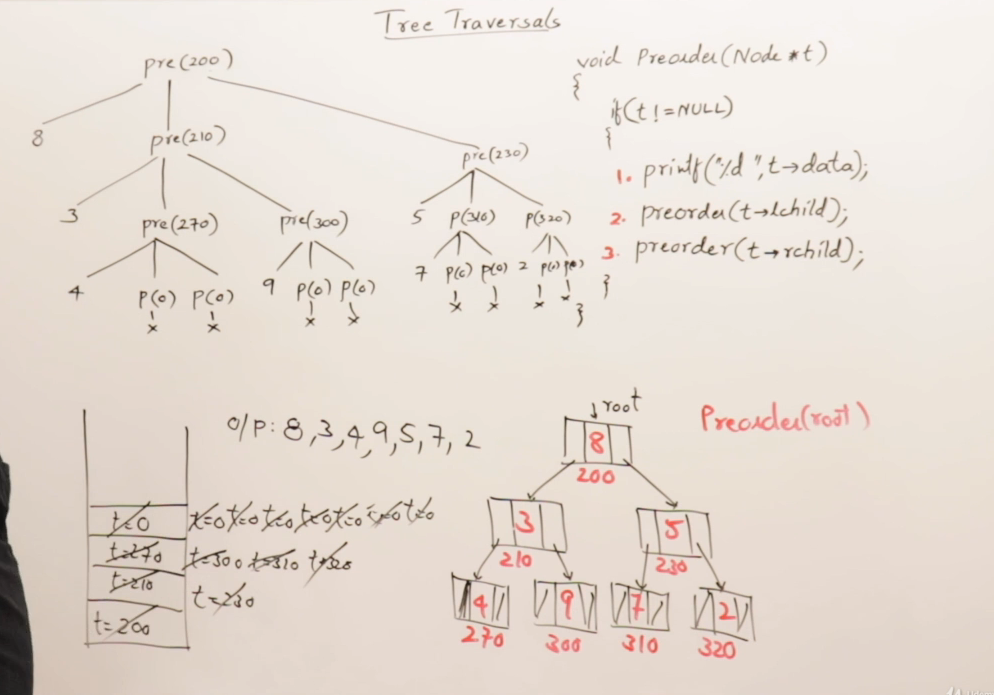 Tree Traversals
pre(200)
8
pre(210)
pre(230)
3
pre(270)
pre(300)
5
p(310)
p(320)
4
p(0)
p(0)
9
p(0)
p(0)
7
p(0)
p(0)
2
p(0)
p(0)
x
x
x
x
x
x
x
x
void Preorder(Node *t)
{
if(t!=NULL)
{
1. printf("%d ",t→data);
2. preorder(t→lchild);
3. preorder(t→rchild);
}
}
O/P: 8,3,4,9,5,7,2
t=0 t=0 t=0 t=0 t=0 t=0 t=0 t=0
t=270 t=300 t=310 t=320
t=210 t=230
t=200
root
8
200
3
5
210
230
4
9
7
2
270
300
310
320
Preorder(root)